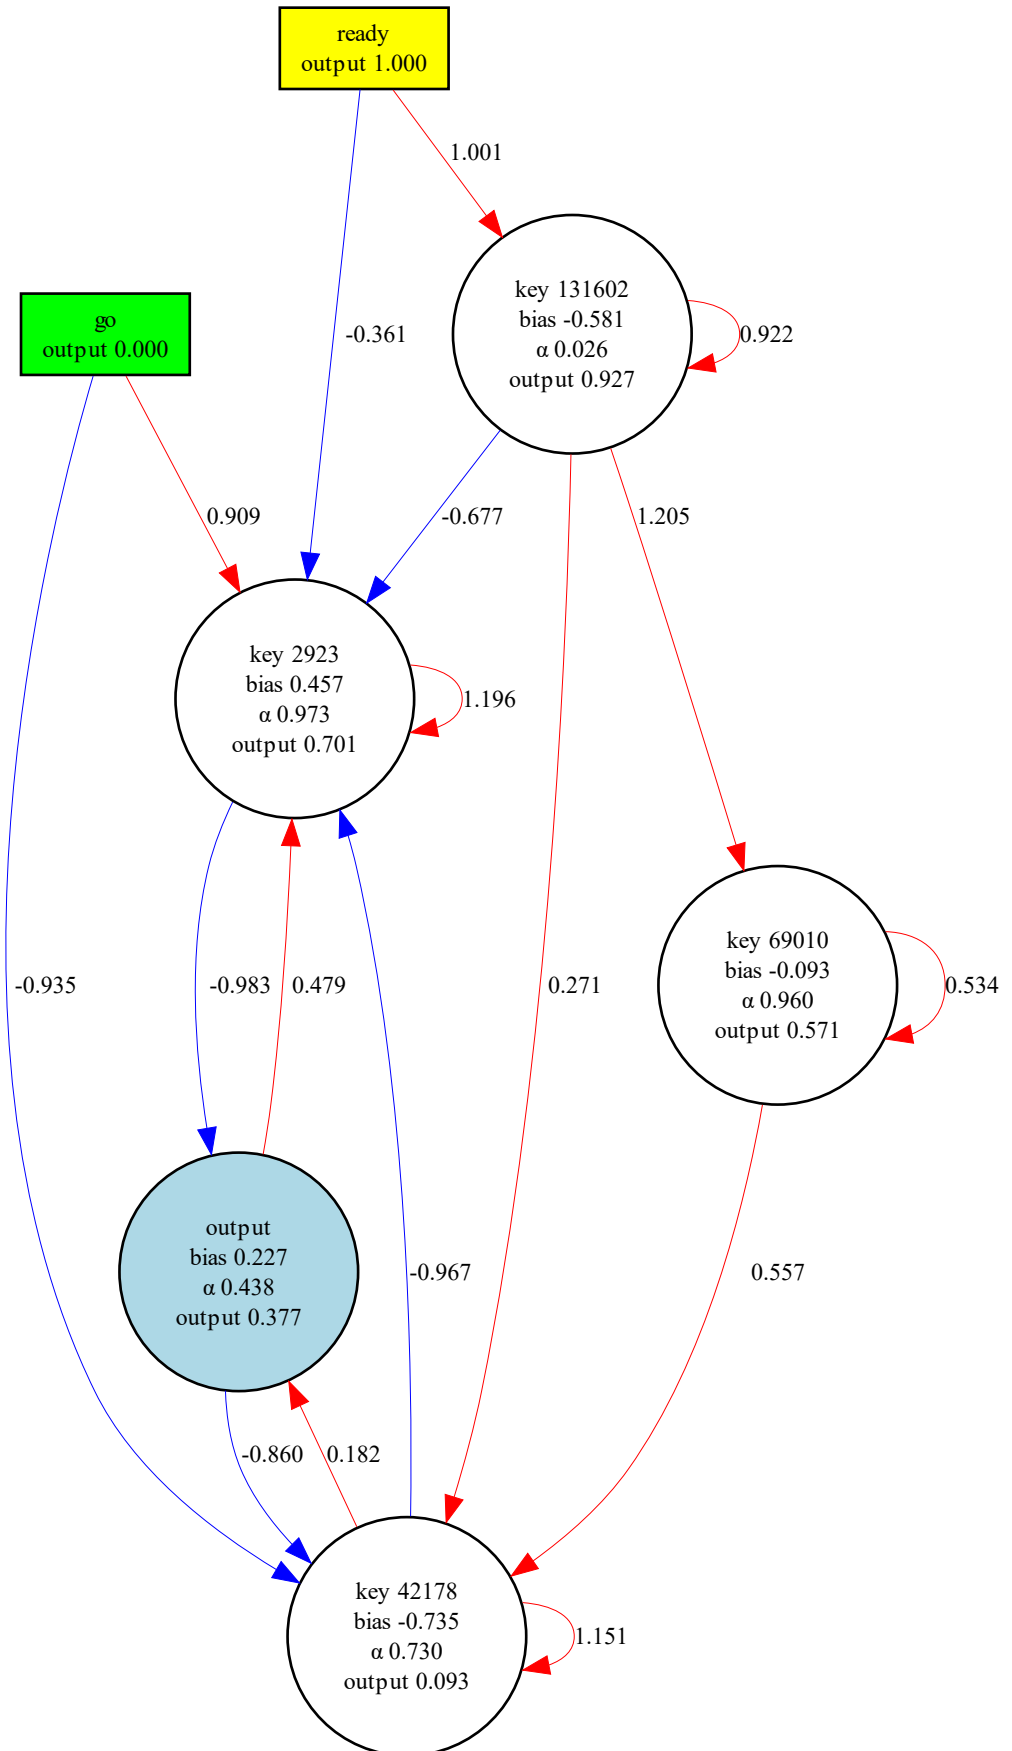 ready
output 1.000
1.001
key 131602
bias -0.581
α 0.026
output 0.927
0.922
go
output 0.000
-0.361
0.909
-0.677
1.205
key 2923
bias 0.457
α 0.973
output 0.701
1.196
key 69010
bias -0.093
α 0.960
output 0.571
0.534
-0.935
-0.983
0.479
0.271
output
bias 0.227
α 0.438
output 0.377
-0.967
0.557
-0.860
0.182
key 42178
bias -0.735
α 0.730
output 0.093
1.151